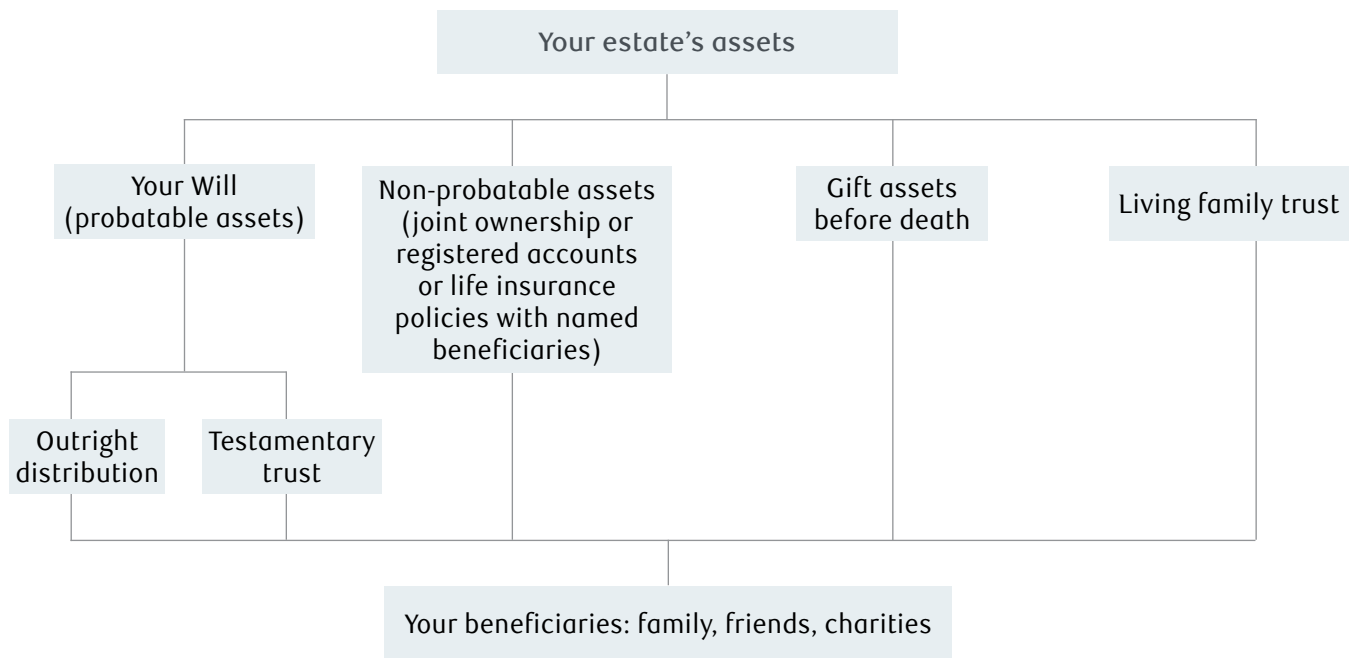 Your estate’s assets
Your Will
(probatable assets)
Non-probatable assets
(joint ownership or
registered accounts
or life insurance
policies with named
beneficiaries)
Gift assets
before death
Living family trust
Outright
distribution
Testamentary
trust
Your beneficiaries: family, friends, charities